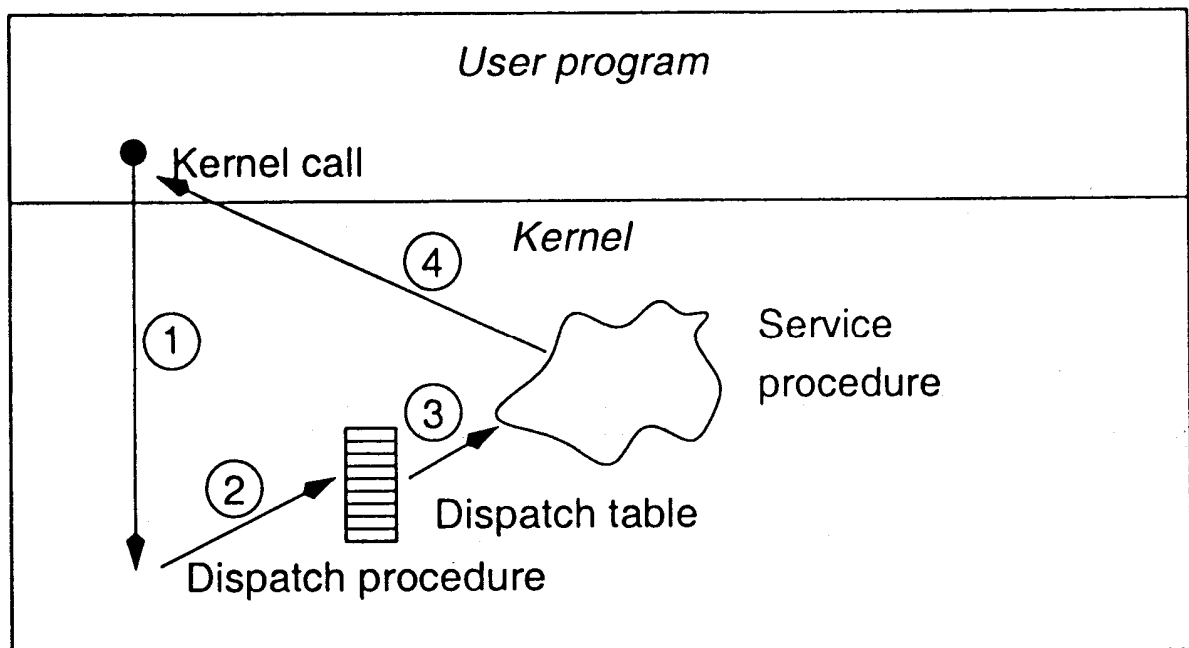 User program
Kernel call
Kernel
4
1
Service
procedure
3
2
Dispatch table
Dispatch procedure